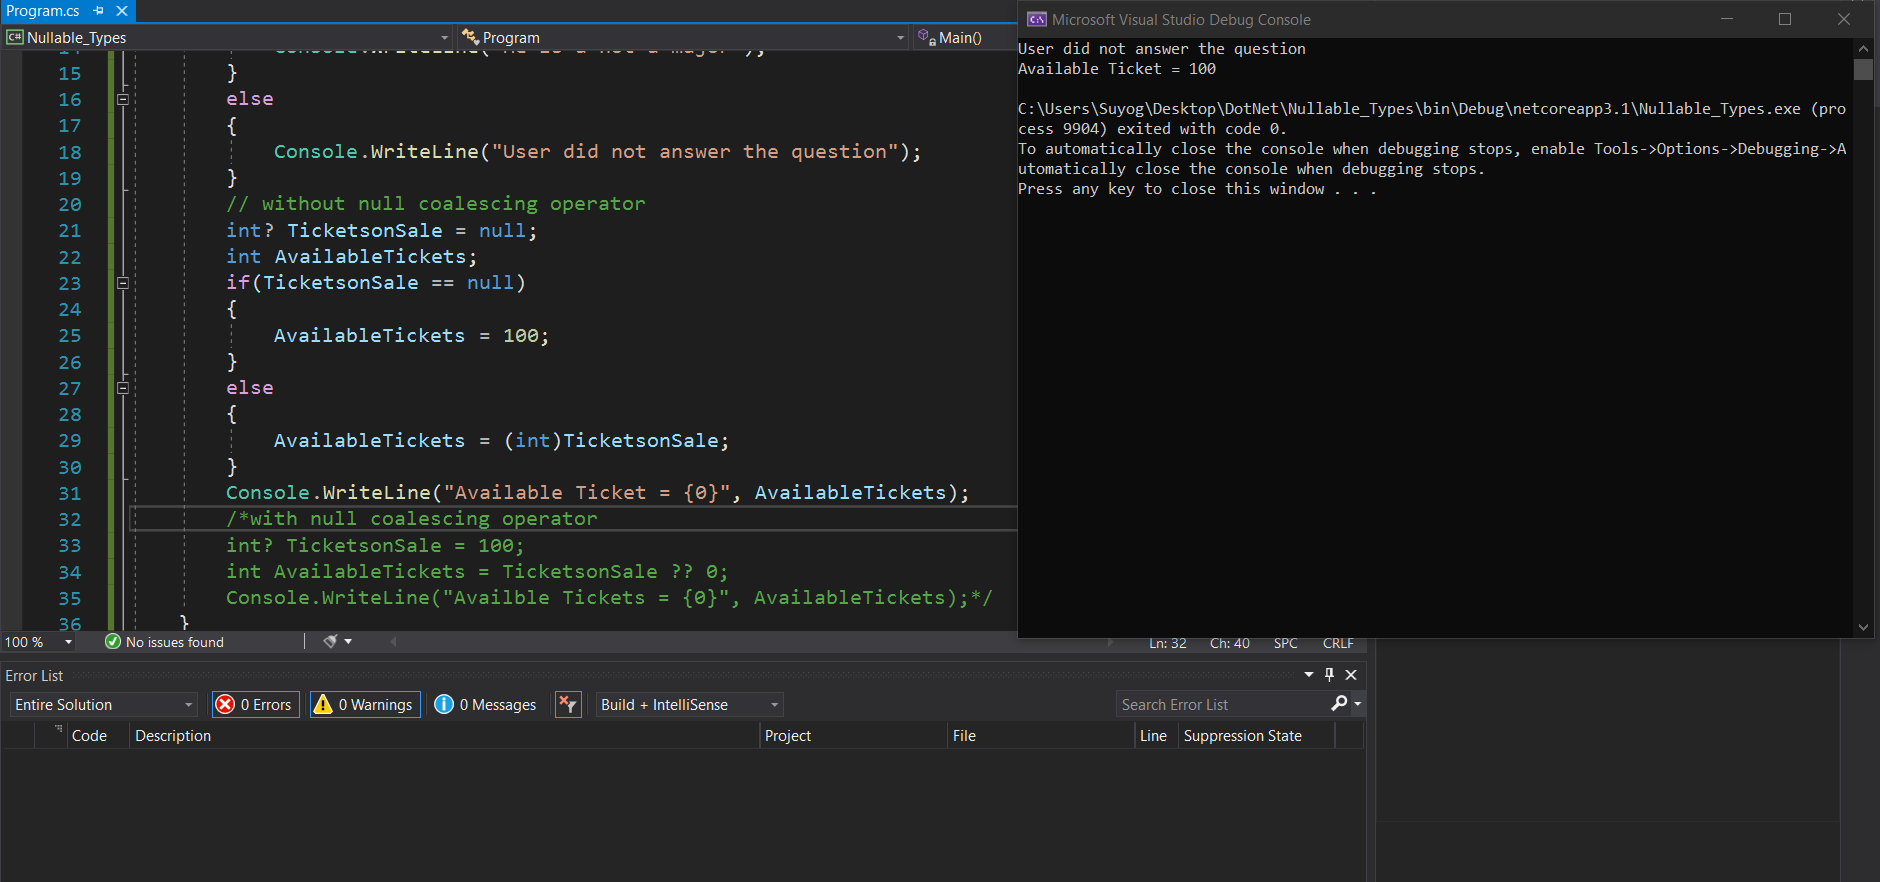 Program.cs
Nullable_Types
Program
Main()
15 }
16 else
17 {
18 Console.WriteLine("User did not answer the question");
19 }
20 // without null coalescing operator
21 int? TicketsonSale = null;
22 int AvailableTickets;
23 if(TicketsonSale == null)
24 {
25 AvailableTickets = 100;
26 }
27 else
28 {
29 AvailableTickets = (int)TicketsonSale;
30 }
31 Console.WriteLine("Available Ticket = {0}", AvailableTickets);
32 /*with null coalescing operator
33 int? TicketsonSale = 100;
34 int AvailableTickets = TicketsonSale ?? 0;
35 Console.WriteLine("Availble Tickets = {0}", AvailableTickets);*/
36 }
100 % No issues found Ln: 32 Ch: 40 SPC CRLF
Microsoft Visual Studio Debug Console
User did not answer the question
Available Ticket = 100
C:\Users\Suyog\Desktop\DotNet\Nullable_Types\bin\Debug\netcoreapp3.1\Nullable_Types.exe (pro
cess 9904) exited with code 0.
To automatically close the console when debugging stops, enable Tools->Options->Debugging->A
utomatically close the console when debugging stops.
Press any key to close this window . . .
Error List
Entire Solution 0 Errors 0 Warnings 0 Messages Build + IntelliSense Search Error List
Code Description Project File Line Suppression State